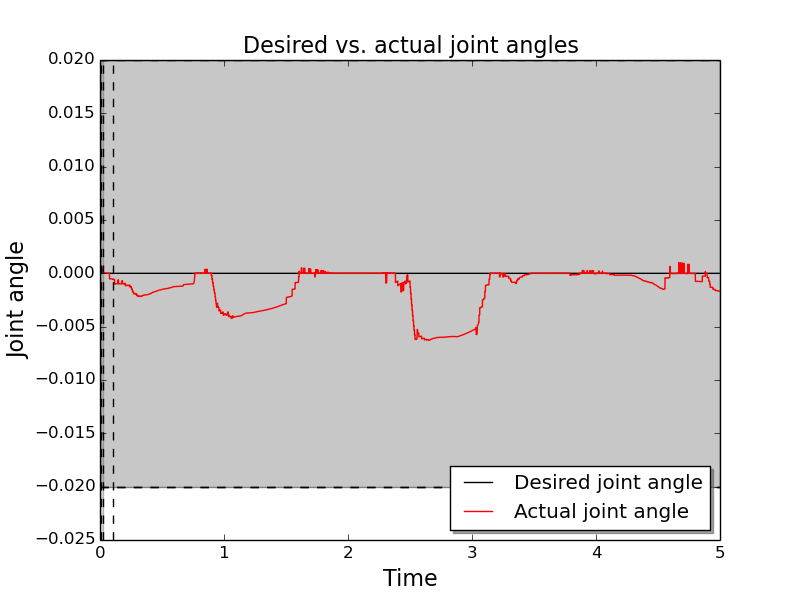 Desired vs. actual joint angles
0.020
0.015
0.010
0.005
0.000
−0.005
−0.010
−0.015
−0.020
−0.025
Joint angle
0 1 2 3 4 5
Time
Desired joint angle
Actual joint angle